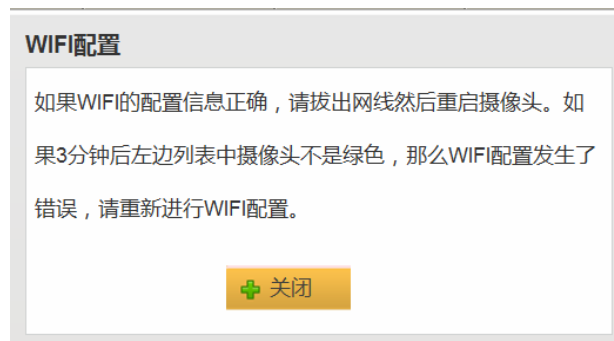 WIFI配置
如果WIFI的配置信息正确，请拔出网线然后重启摄像头。如
果3分钟后左边列表中摄像头不是绿色，那么WIFI配置发生了
错误，请重新进行WIFI配置。
关闭